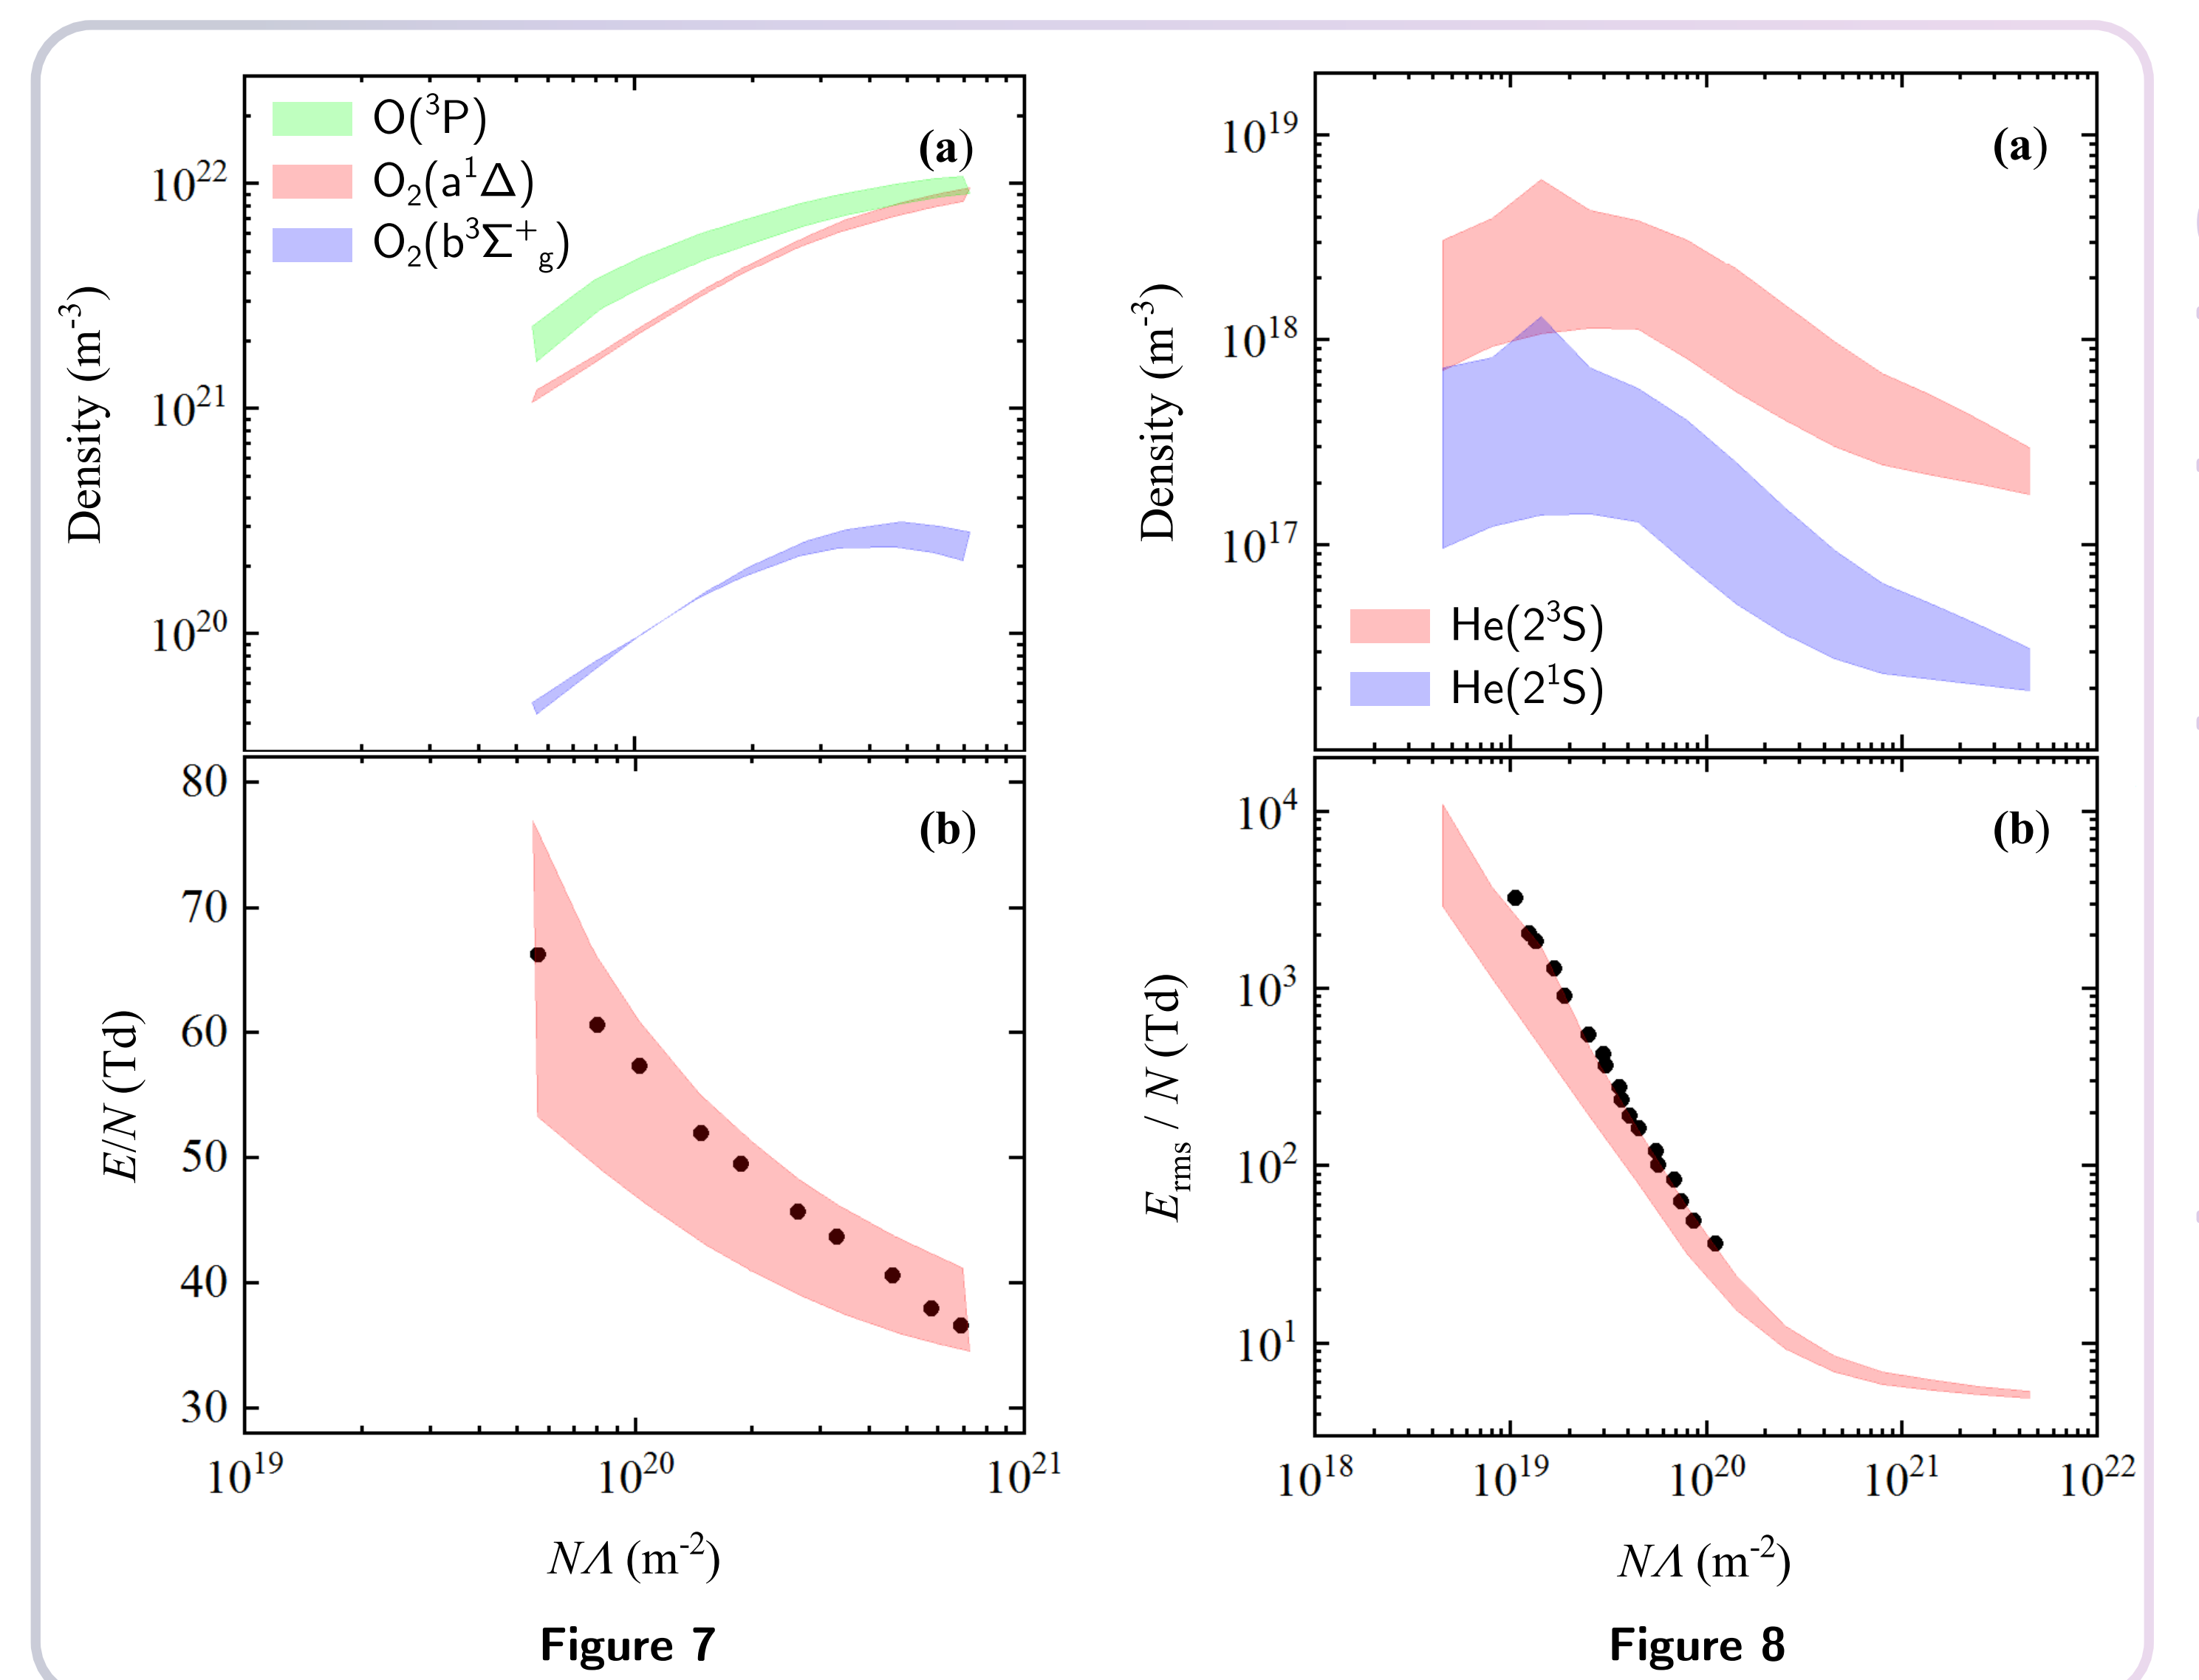 O(³P)
O₂(a¹Δ)
O₂(b³Σ⁺g)
(a)
10²²
10²¹
10²⁰
Density (m⁻³)
(b)
80
70
60
50
40
30
E/N (Td)
10¹⁹ 10²⁰ 10²¹
NΛ (m⁻²)
Figure 7
(a)
10¹⁹
10¹⁸
10¹⁷
Density (m⁻³)
He(2³S)
He(2¹S)
(b)
10⁴
10³
10²
10¹
Erms / N (Td)
10¹⁸ 10¹⁹ 10²⁰ 10²¹ 10²²
NΛ (m⁻²)
Figure 8